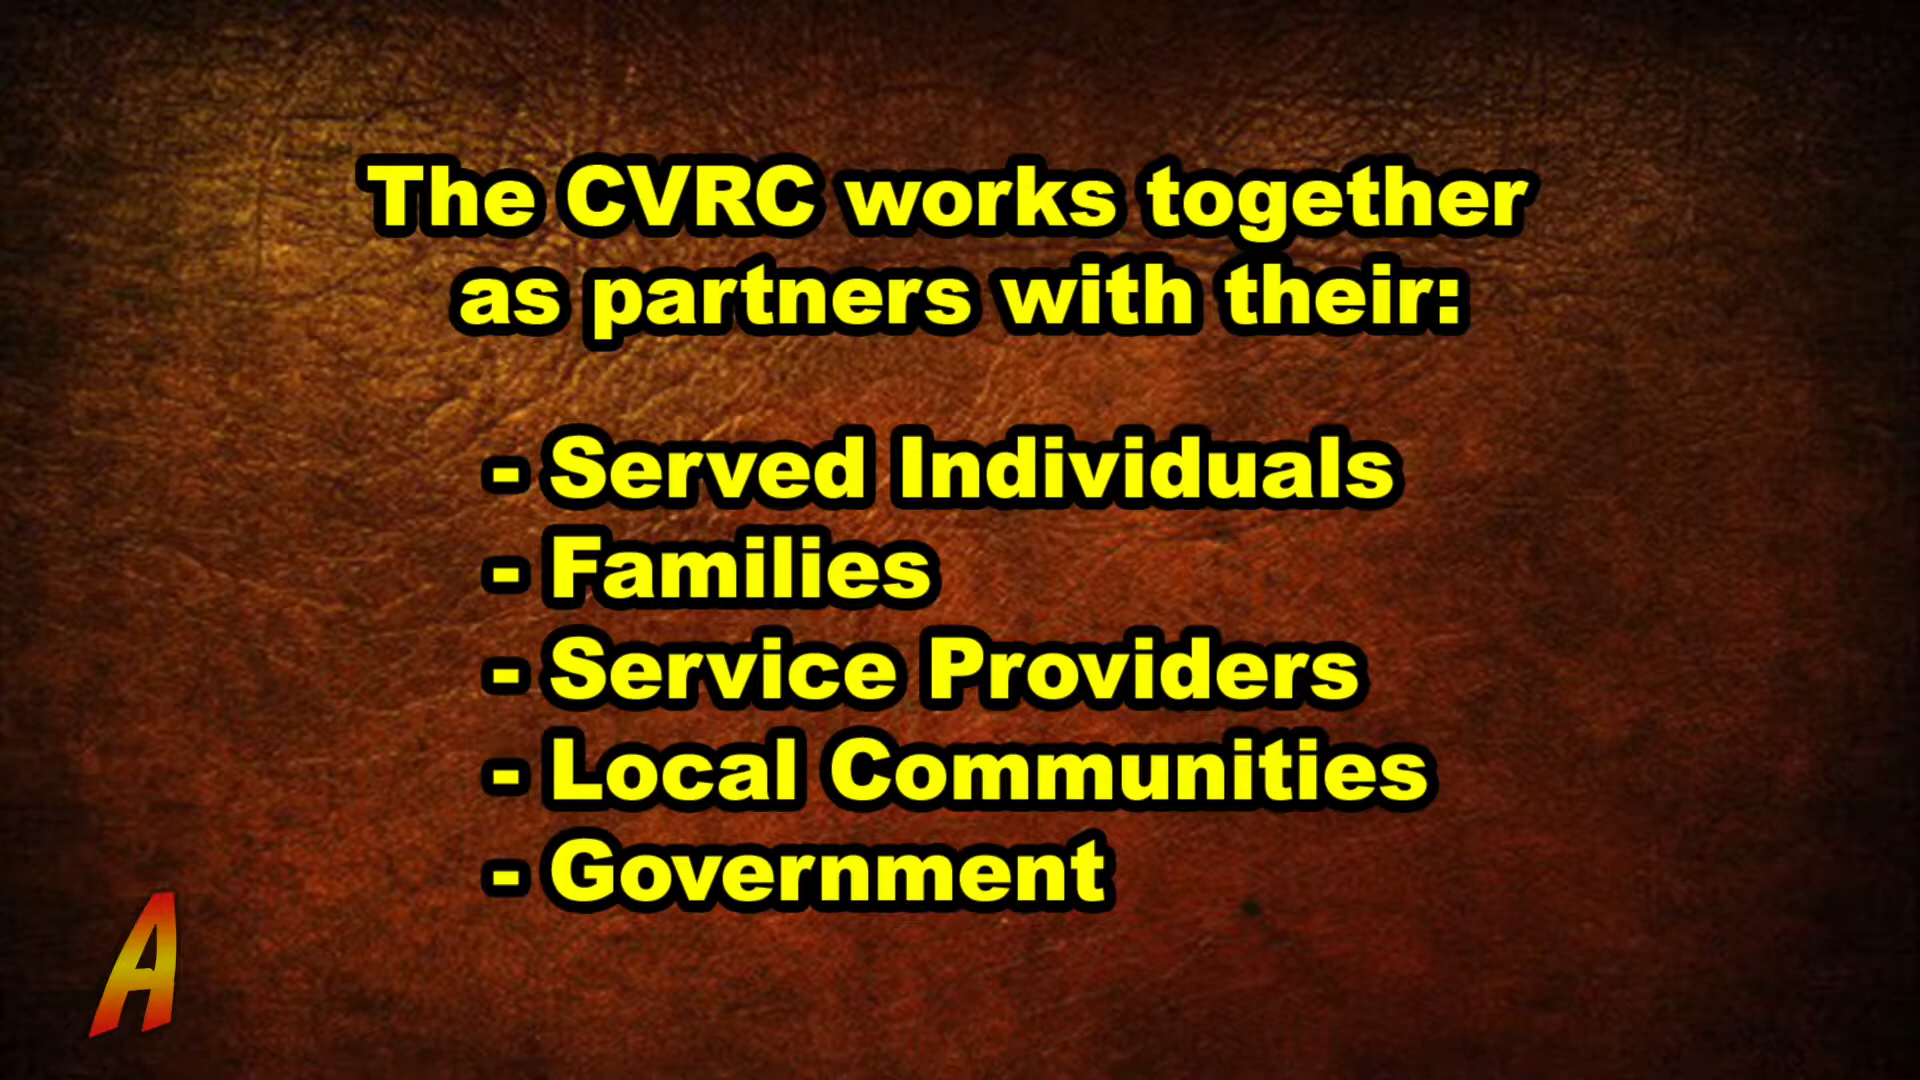 The CVRC works together
as partners with their:
- Served Individuals
- Families
- Service Providers
- Local Communities
- Government
A